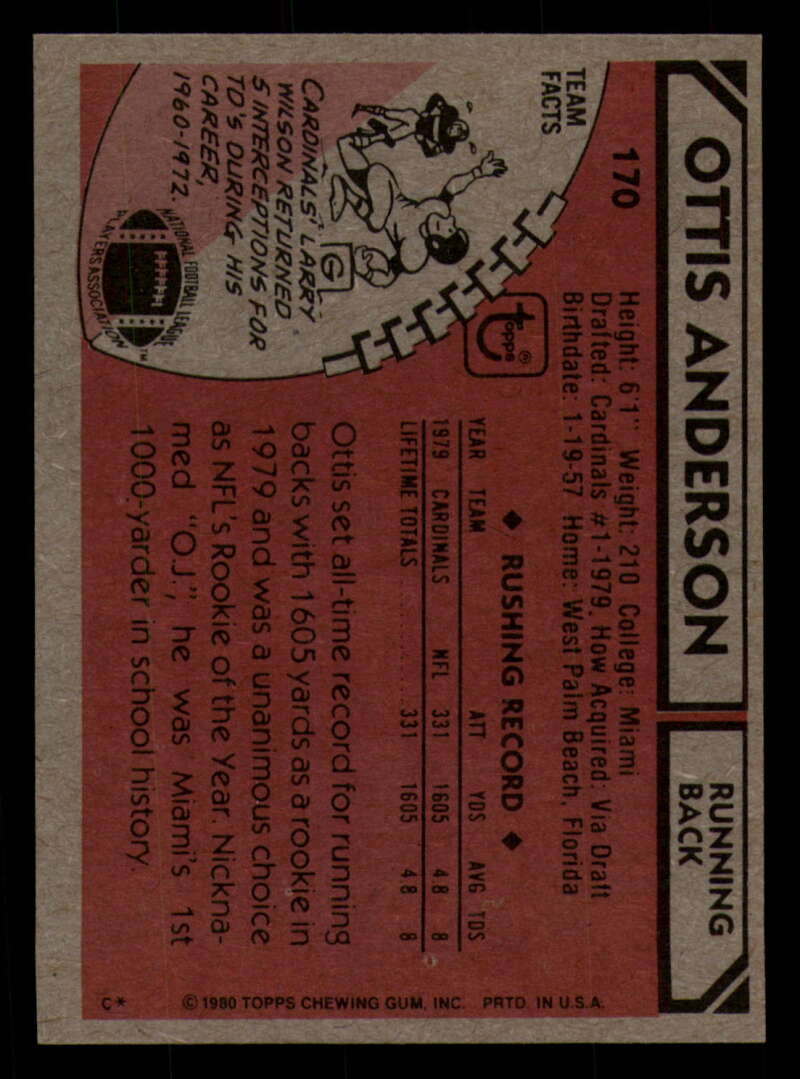 OTTIS ANDERSON
RUNNING
BACK
TEAM
FACTS
170
Height: 6'1" Weight: 210 College: Miami
Drafted: Cardinals #1-1979. How Acquired: Via Draft
Birthdate: 1-19-57 Home: West Palm Beach, Florida
topps®
G
CARDINALS' LARRY
WILSON RETURNED
5 INTERCEPTIONS FOR
TD'S DURING HIS
CAREER,
1960-1972.
NATIONAL FOOTBALL LEAGUE
PLAYERS ASSOCIATION™
◆ RUSHING RECORD ◆
YEAR TEAM ATT YDS AVG TDS
1979 CARDINALS NFL 331 1605 4.8 8
LIFETIME TOTALS 331 1605 4.8 8
Ottis set all-time record for running
backs with 1605 yards as a rookie in
1979 and was a unanimous choice
as NFL's Rookie of the Year. Nickna-
med "O.J.", he was Miami's 1st
1000-yarder in school history.
C* © 1980 TOPPS CHEWING GUM, INC. PRTD. IN U.S.A.